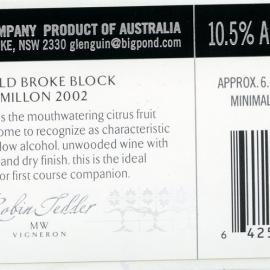 MPANY PRODUCT OF AUSTRALIA
KE, NSW 2330 glenguin@bigpond.com
10.5% A
LD BROKE BLOCK
MILLON 2002
s the mouthwatering citrus fruit
ome to recognize as characteristic
low alcohol, unwooded wine with
and dry finish, this is the ideal
or first course companion.
Robin Tedder
MW
VIGNERON
APPROX. 6.
MINIMAL
6 425